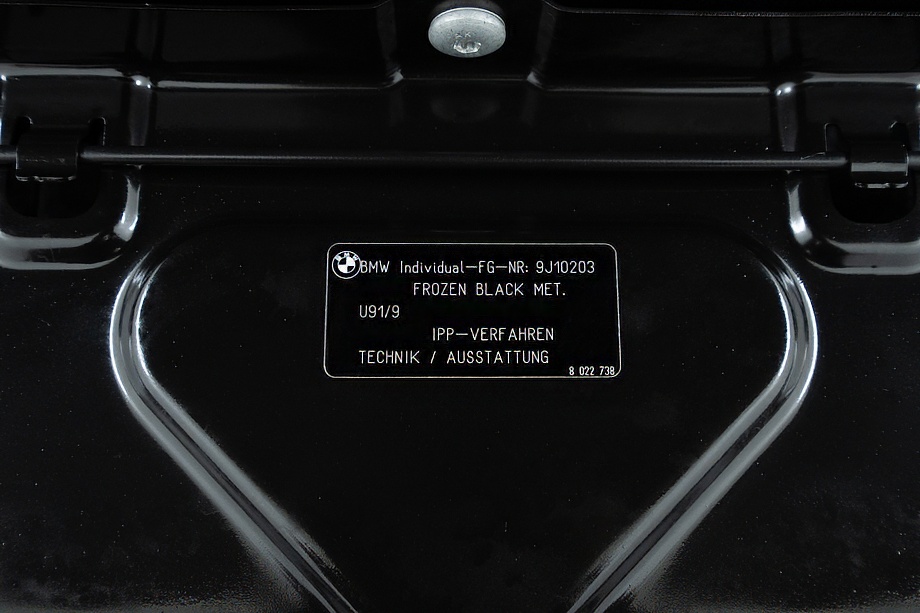 BMW Individual-FG-NR: 9J10203
FROZEN BLACK MET.
U91/9
IPP-VERFAHREN
TECHNIK / AUSSTATTUNG
8 022 738